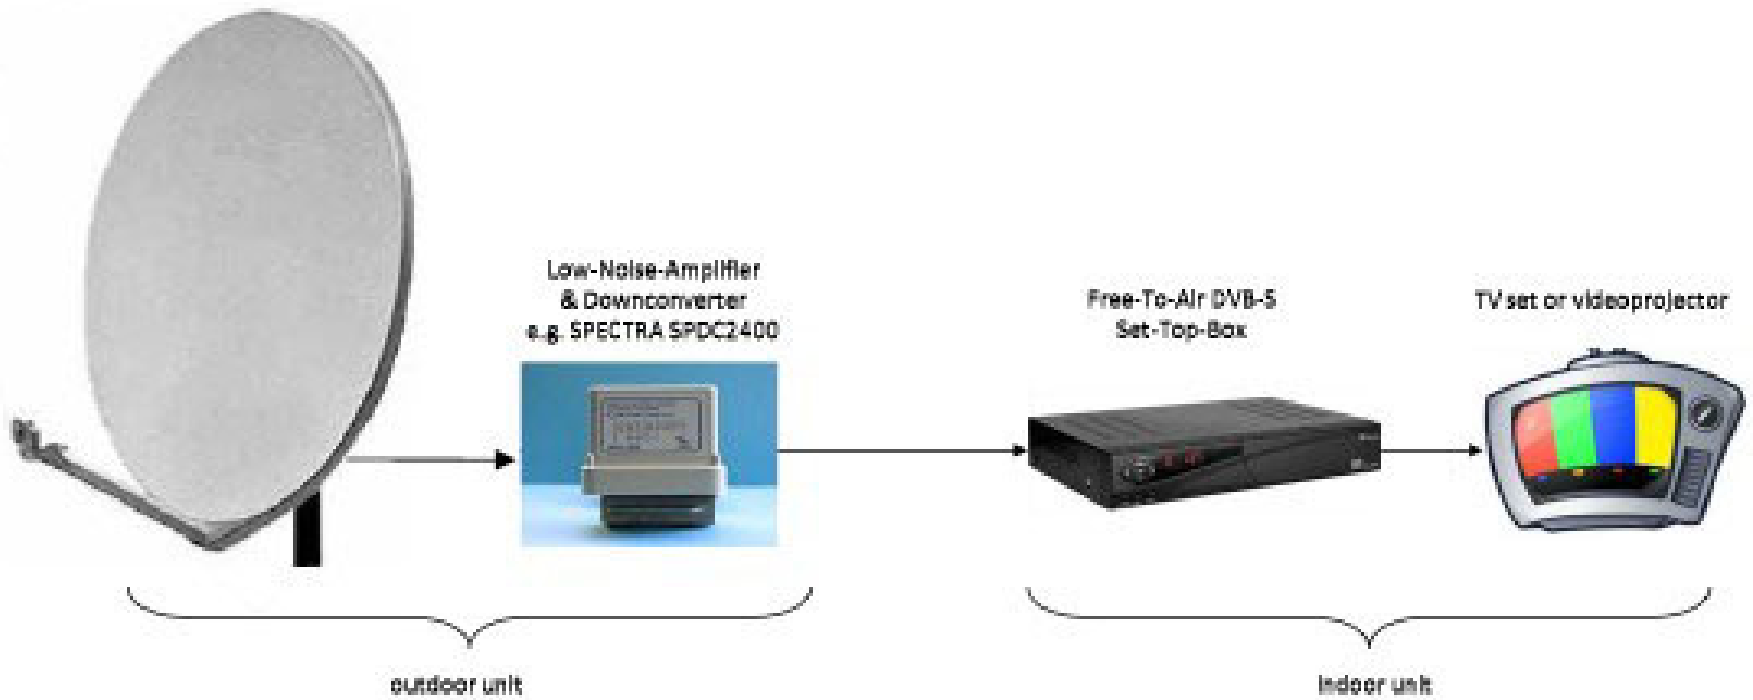 Low-Noise-Amplifier
& Downconverter
e.g. SPECTRA SPDC2400
Free-To-Air DVB-S
Set-Top-Box
TV set or videoprojector
outdoor unit
indoor unit